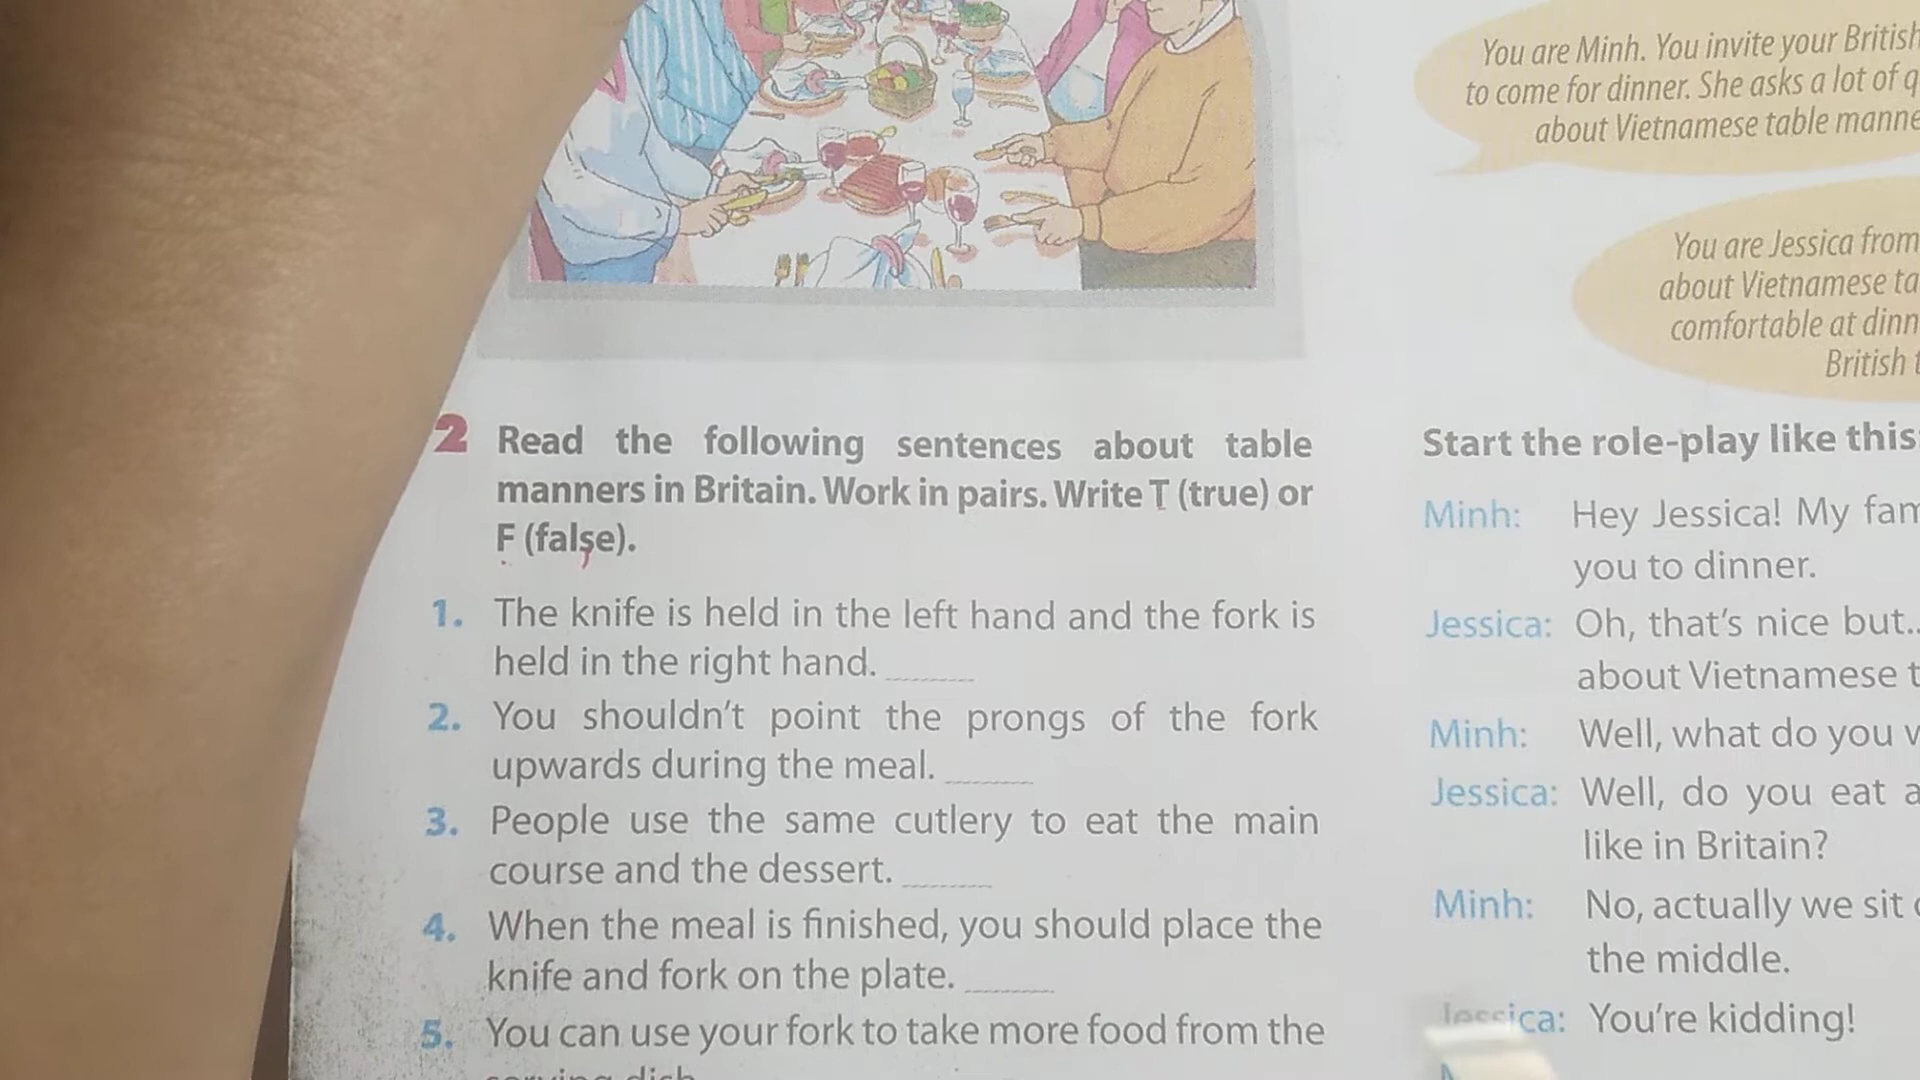 2 Read the following sentences about table
manners in Britain. Work in pairs. Write T (true) or
F (false).
1. The knife is held in the left hand and the fork is
held in the right hand.
2. You shouldn't point the prongs of the fork
upwards during the meal.
3. People use the same cutlery to eat the main
course and the dessert.
4. When the meal is finished, you should place the
knife and fork on the plate.
5. You can use your fork to take more food from the
serving dish
You are Minh. You invite your British
to come for dinner. She asks a lot of q
about Vietnamese table manne
You are Jessica from
about Vietnamese ta
comfortable at dinn
British t
Start the role-play like this:
Minh: Hey Jessica! My fam
you to dinner.
Jessica: Oh, that's nice but..
about Vietnamese t
Minh: Well, what do you w
Jessica: Well, do you eat a
like in Britain?
Minh: No, actually we sit o
the middle.
Jessica: You're kidding!